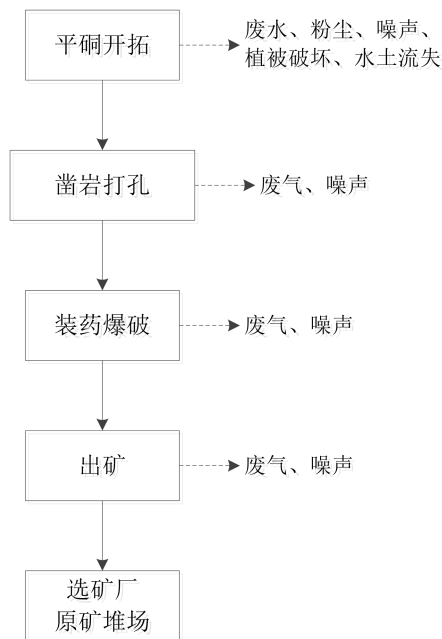 平硐开拓
废水、粉尘、噪声、
植被破坏、水土流失
凿岩打孔
废气、噪声
装药爆破
废气、噪声
出矿
废气、噪声
选矿厂
原矿堆场